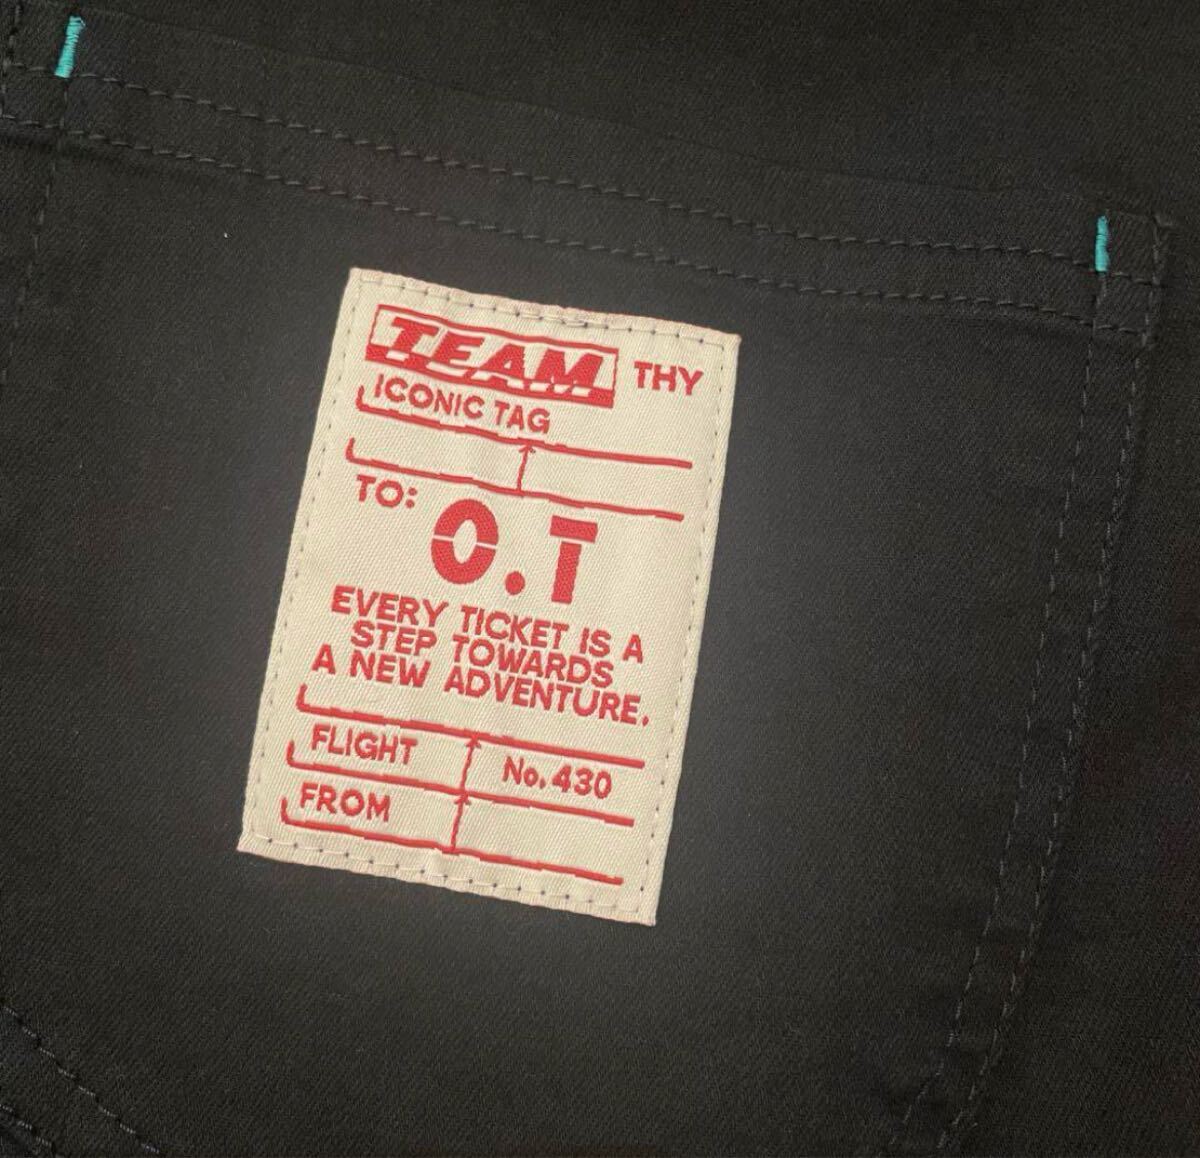 TEAM THY
ICONIC TAG
TO: O.T
EVERY TICKET IS A
STEP TOWARDS
A NEW ADVENTURE.
FLIGHT No. 430
FROM